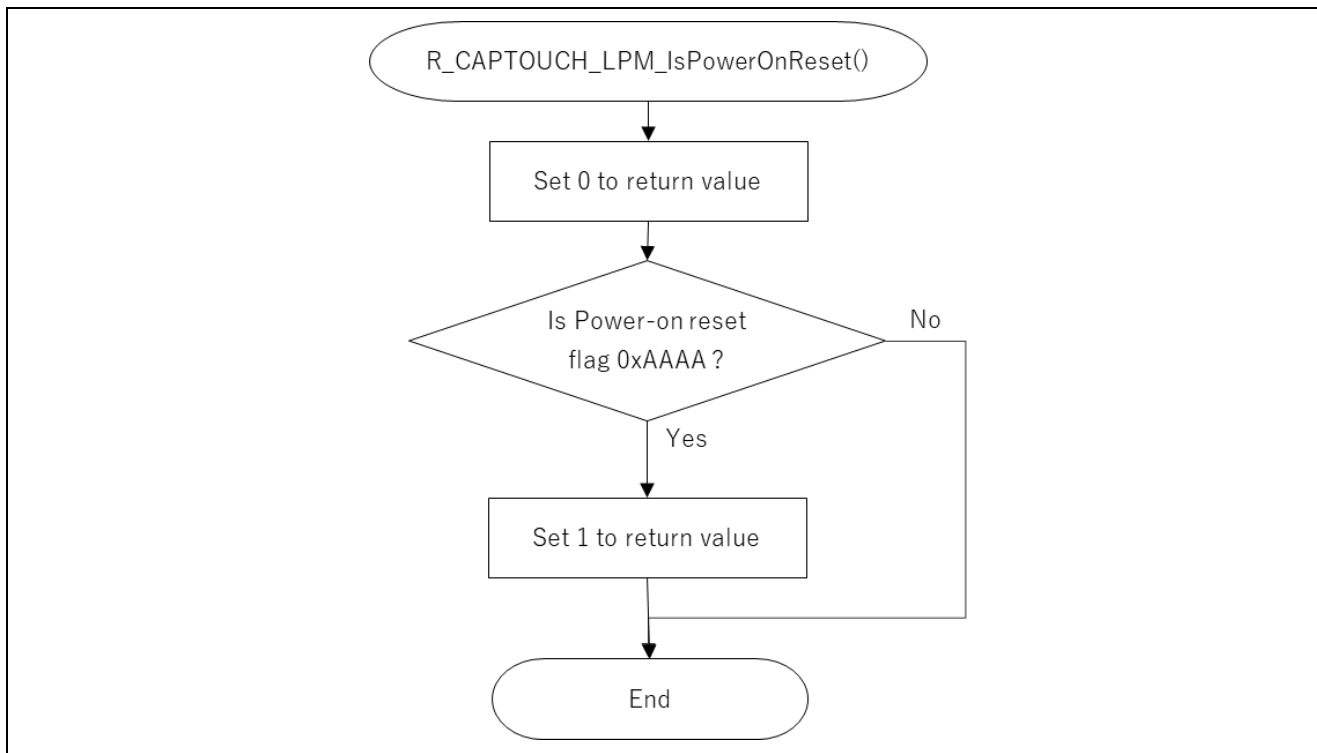 R_CAPTOUCH_LPM_IsPowerOnReset()
Set 0 to return value
Is Power-on reset
flag 0xAAAA ?
No
Yes
Set 1 to return value
End